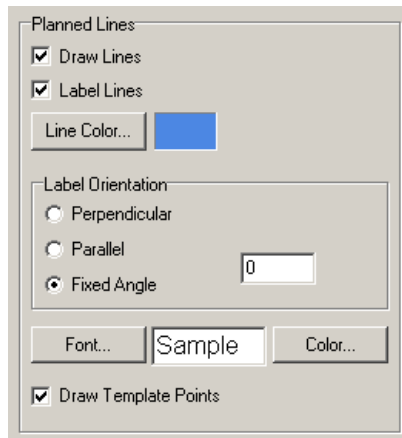 Planned Lines
Draw Lines
Label Lines
Line Color...
Label Orientation
Perpendicular
Parallel
0
Fixed Angle
Font... Sample Color...
Draw Template Points